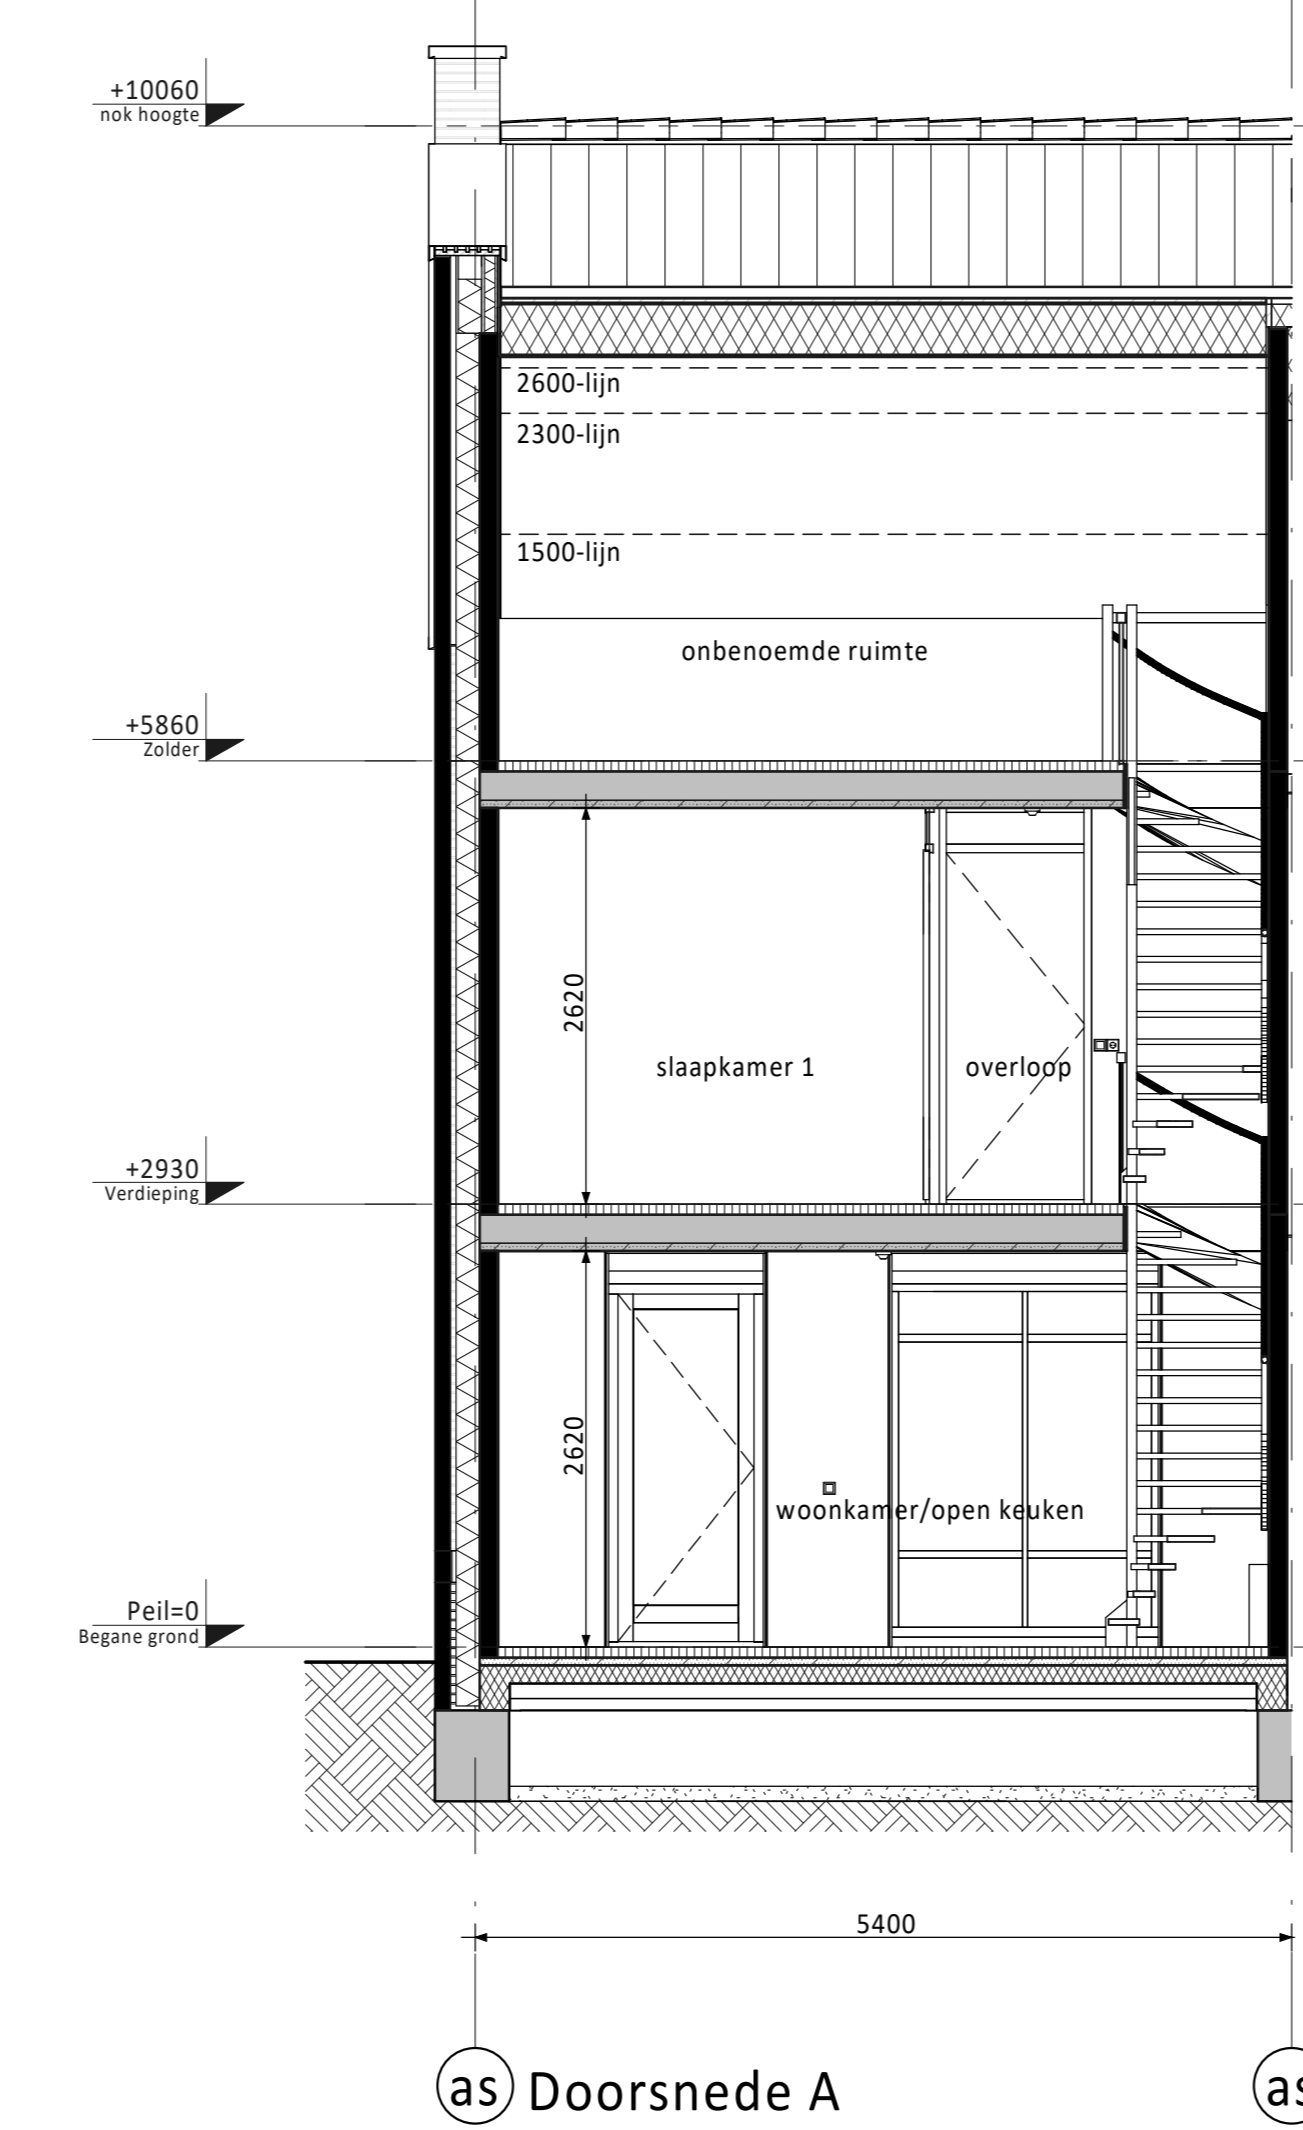 +10060
nok hoogte
2600-lijn
2300-lijn
1500-lijn
onbenoemde ruimte
+5860
Zolder
2620
slaapkamer 1
overloop
+2930
Verdieping
2620
woonkamer/open keuken
Peil=0
Begane grond
5400
as Doorsnede A
as